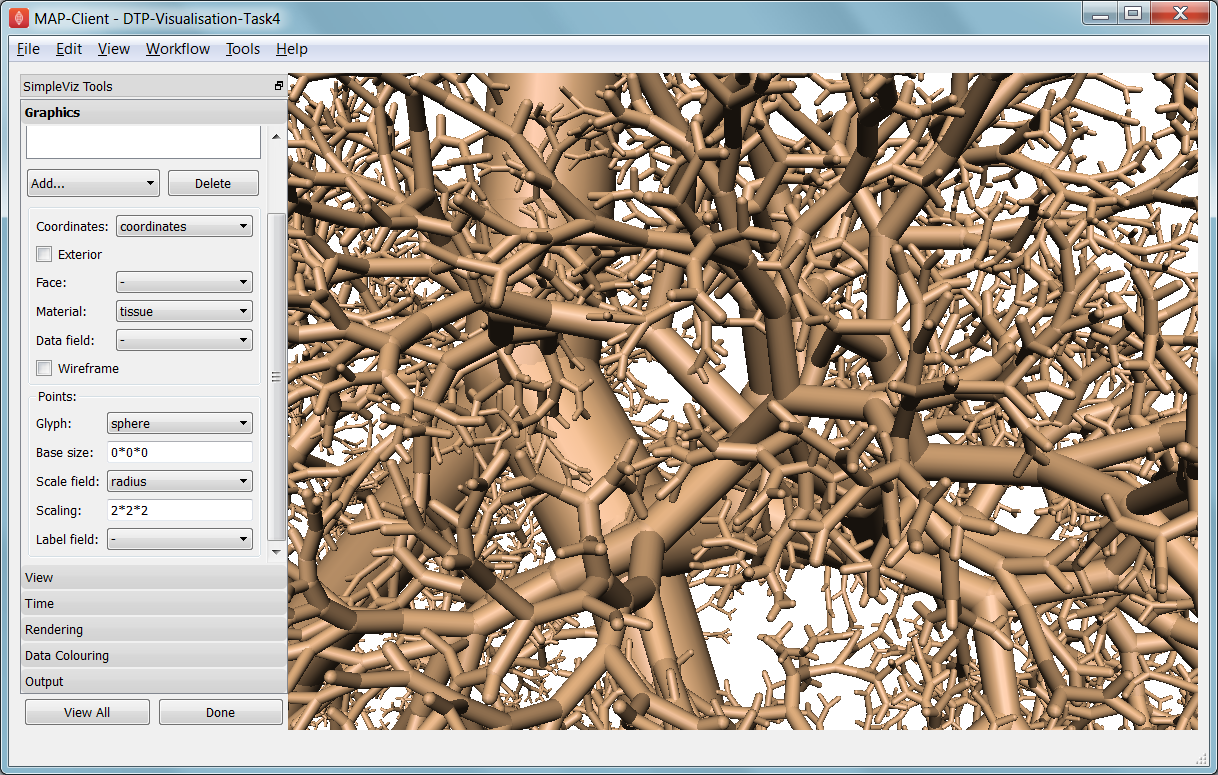 MAP-Client - DTP-Visualisation-Task4
File Edit View Workflow Tools Help
SimpleViz Tools
Graphics
Add... Delete
Coordinates: coordinates
Exterior
Face: -
Material: tissue
Data field: -
Wireframe
Points:
Glyph: sphere
Base size: 0*0*0
Scale field: radius
Scaling: 2*2*2
Label field: -
View
Time
Rendering
Data Colouring
Output
View All Done